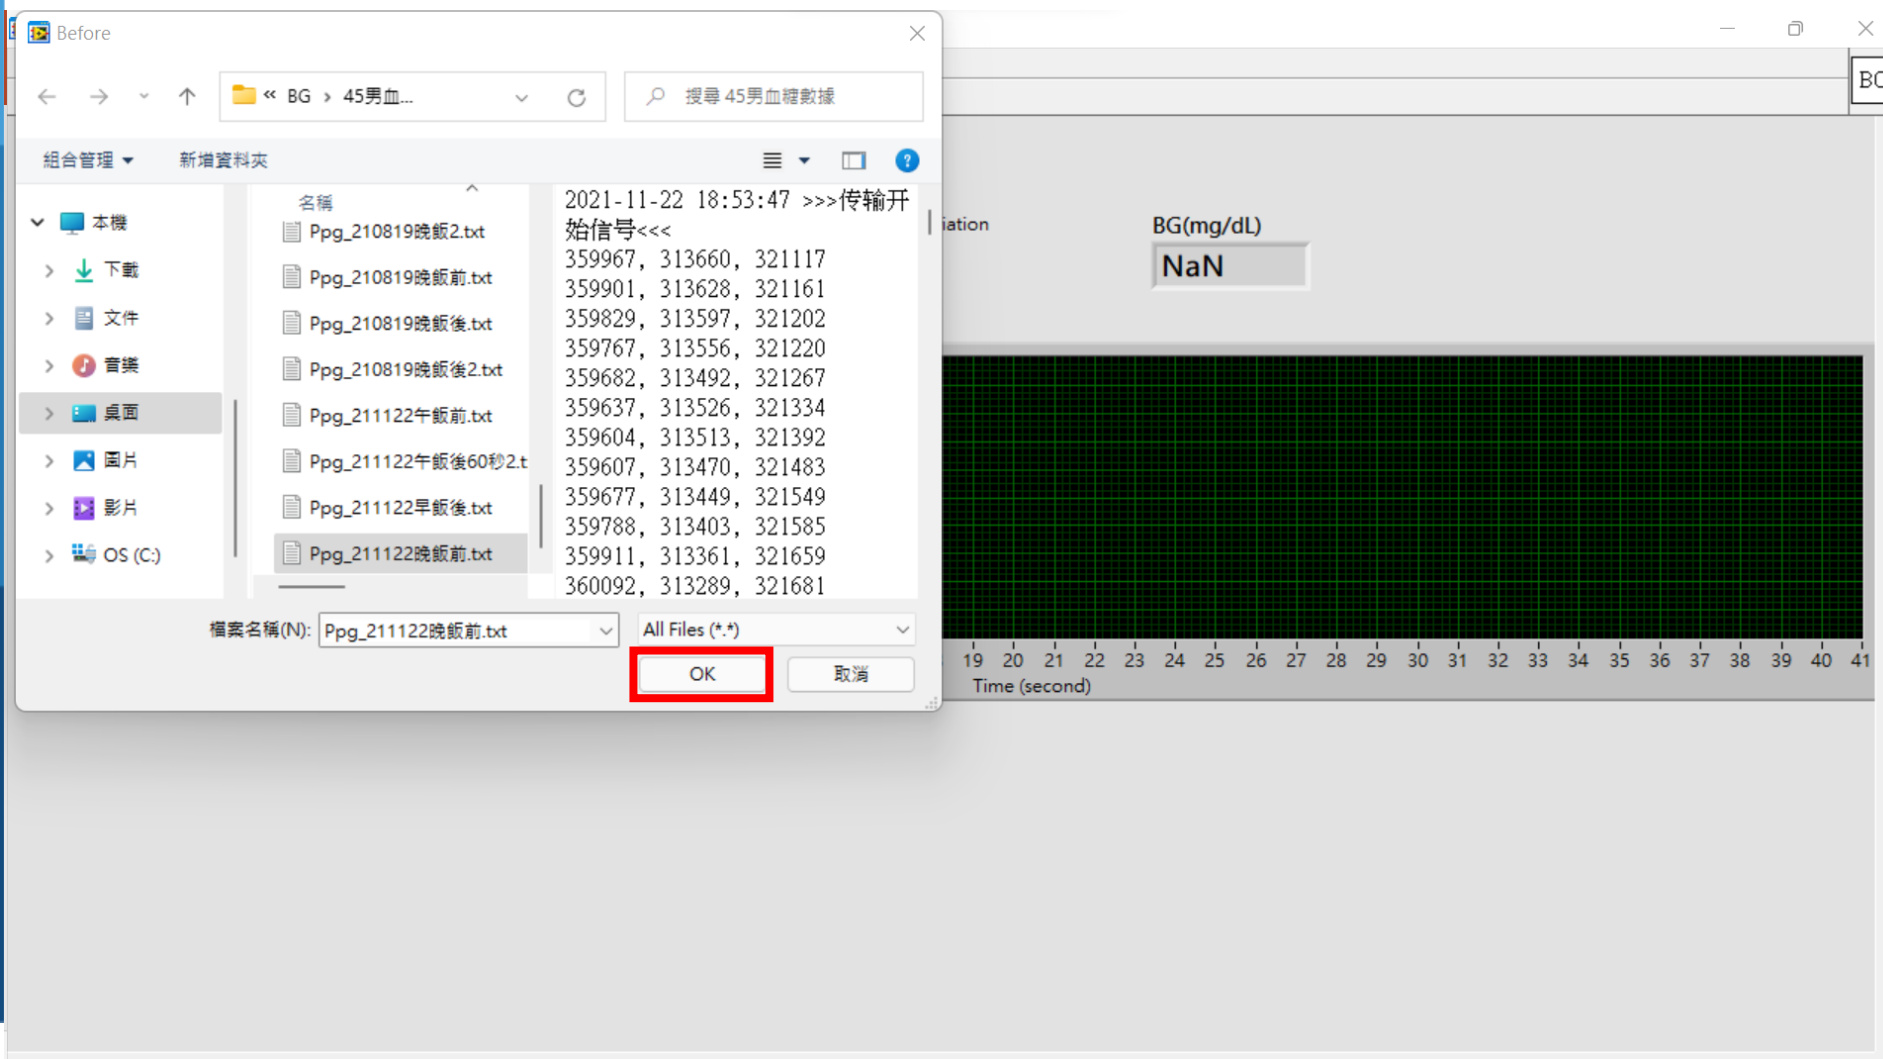 Before
« BG › 45男血...
搜尋 45男血糖數據
組合管理
新增資料夾
本機
下載
文件
音樂
桌面
圖片
影片
OS (C:)
名稱
Ppg_210819晚飯2.txt
Ppg_210819晚飯前.txt
Ppg_210819晚飯後.txt
Ppg_210819晚飯後2.txt
Ppg_211122午飯前.txt
Ppg_211122午飯後60秒2.t
Ppg_211122早飯後.txt
Ppg_211122晚飯前.txt
2021-11-22 18:53:47 >>>传输开
始信号<<<
359967, 313660, 321117
359901, 313628, 321161
359829, 313597, 321202
359767, 313556, 321220
359682, 313492, 321267
359637, 313526, 321334
359604, 313513, 321392
359607, 313470, 321483
359677, 313449, 321549
359788, 313403, 321585
359911, 313361, 321659
360092, 313289, 321681
檔案名稱(N):
Ppg_211122晚飯前.txt
All Files (*.*)
OK
取消
iation
BG(mg/dL)
NaN
19 20 21 22 23 24 25 26 27 28 29 30 31 32 33 34 35 36 37 38 39 40 41
Time (second)